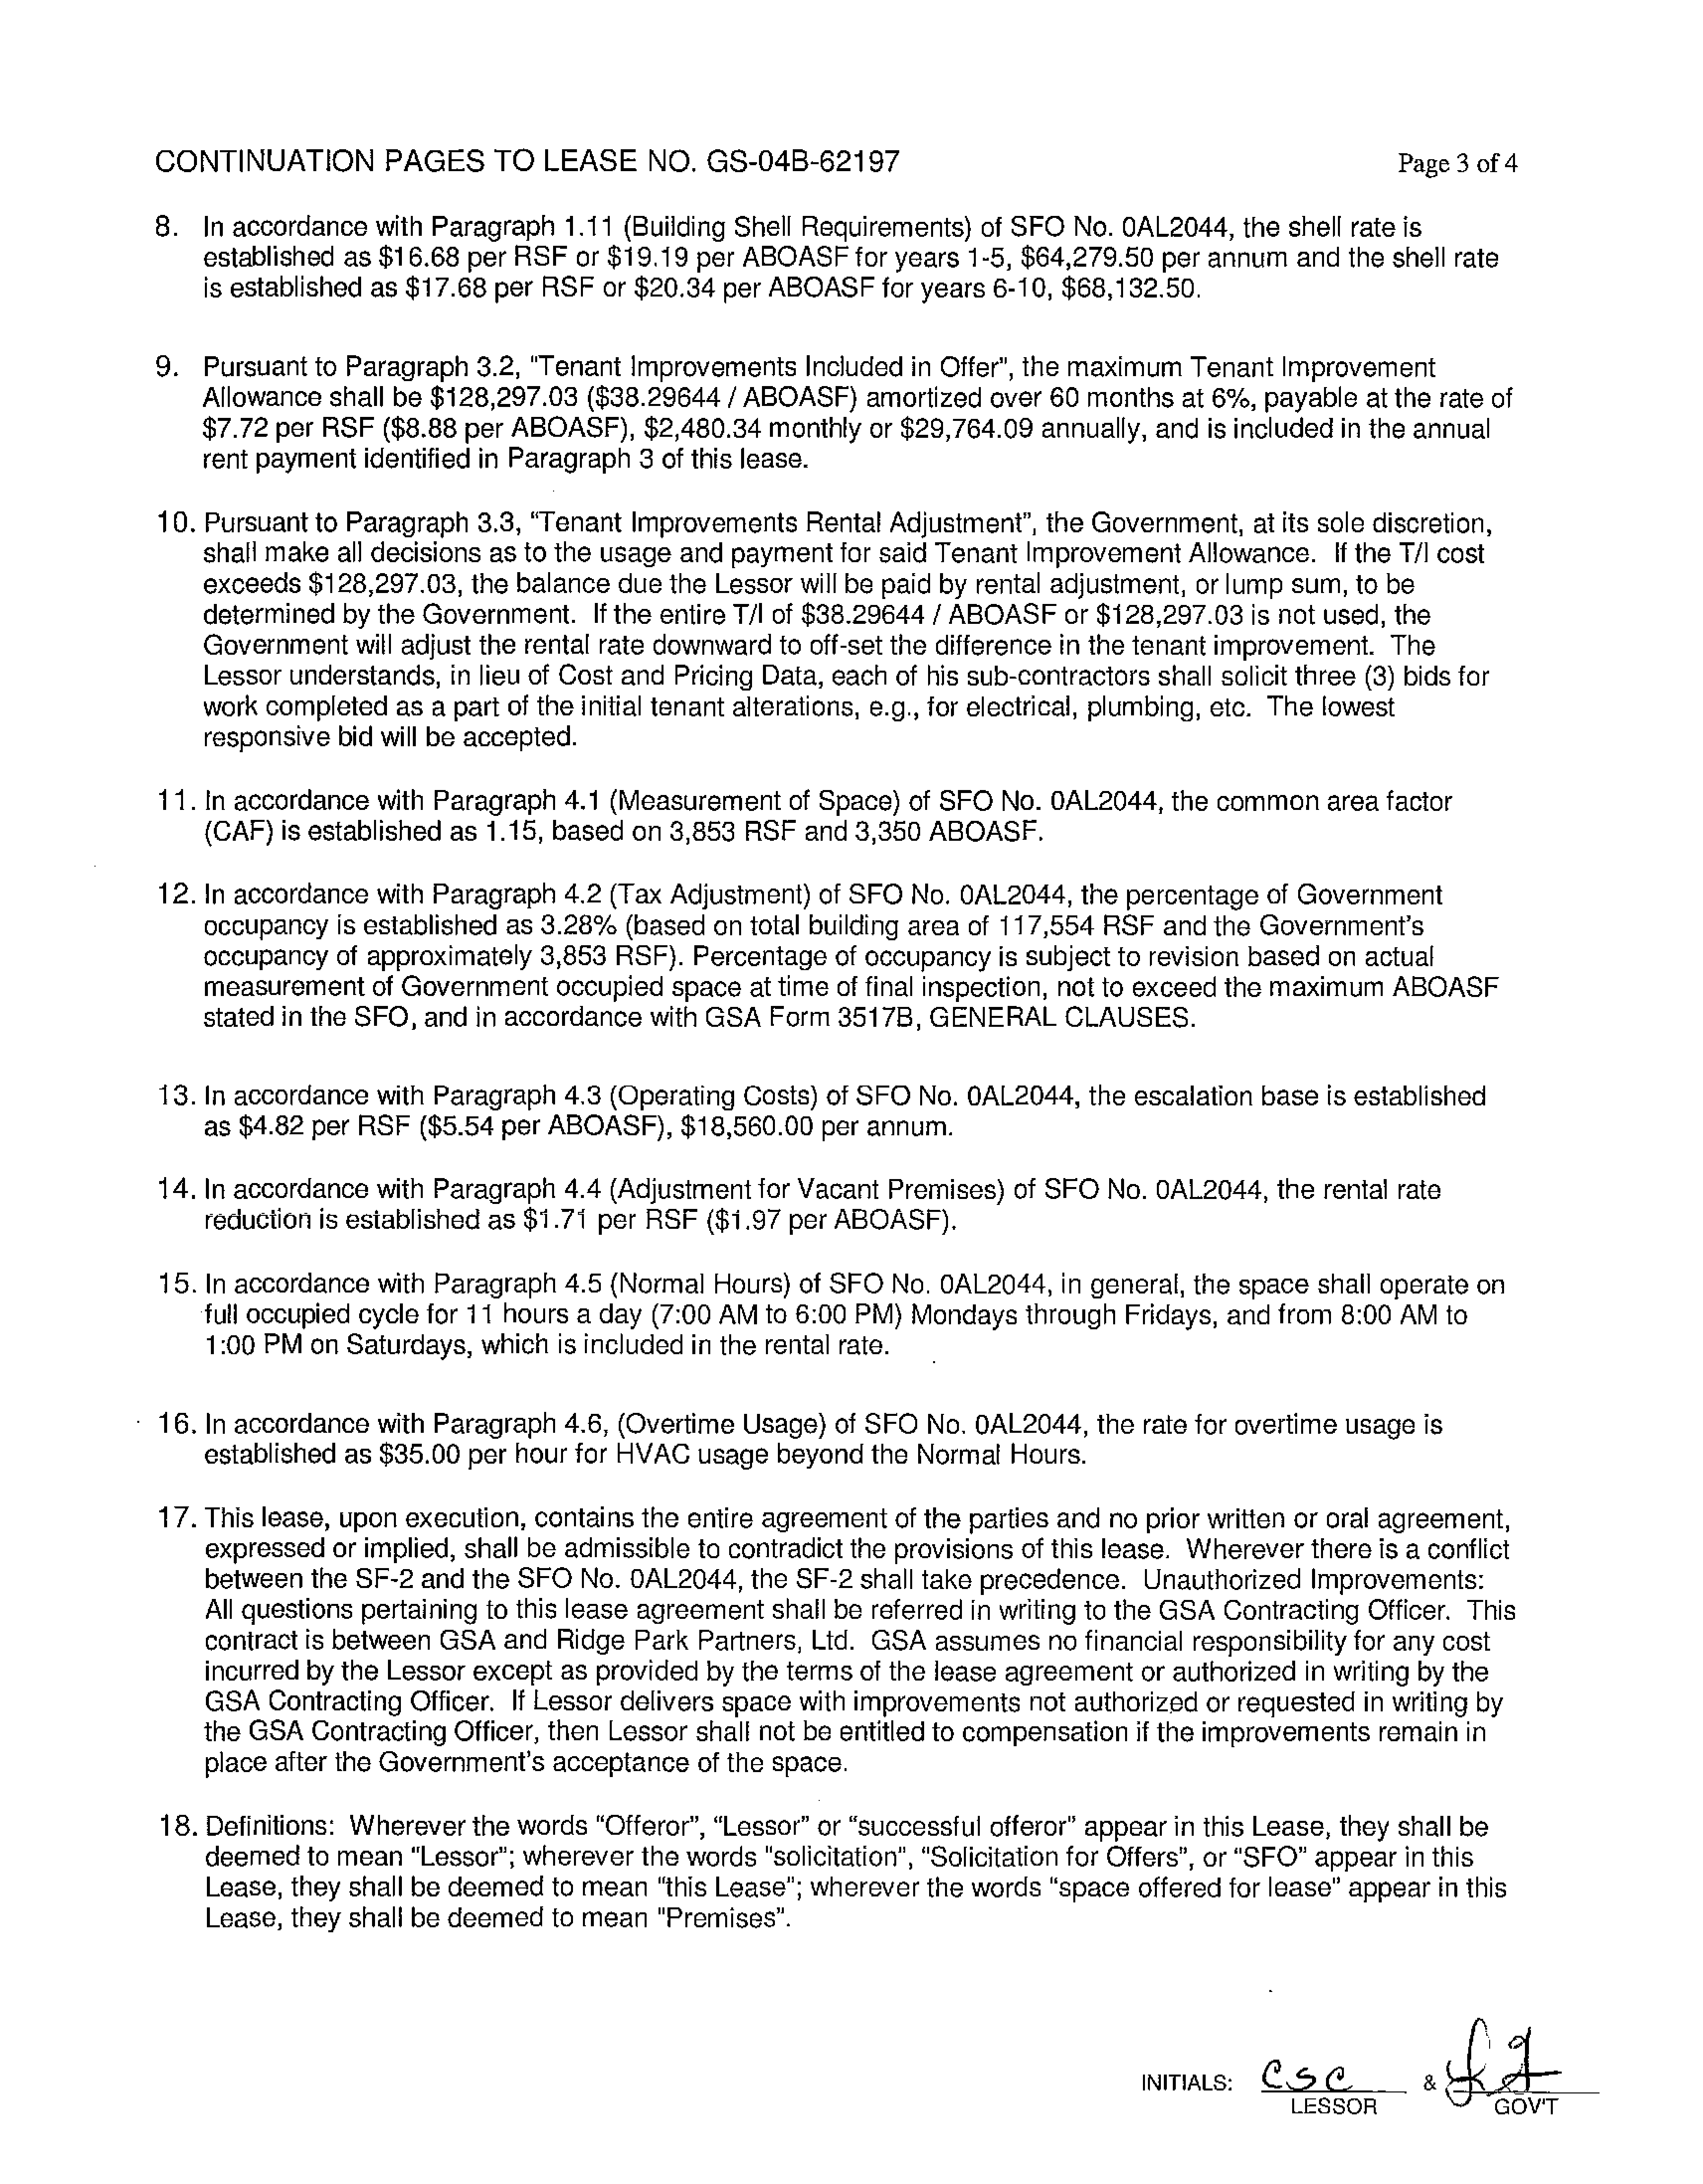 CONTINUATION PAGES TO LEASE NO. GS-04B-62197 Page 3 of 4
8. In accordance with Paragraph 1.11 (Building Shell Requirements) of SFO No. 0AL2044, the shell rate is
established as $16.68 per RSF or $19.19 per ABOASF for years 1-5, $64,279.50 per annum and the shell rate
is established as $17.68 per RSF or $20.34 per ABOASF for years 6-10, $68,132.50.
9. Pursuant to Paragraph 3.2, "Tenant Improvements Included in Offer", the maximum Tenant Improvement
Allowance shall be $128,297.03 ($38.29644 / ABOASF) amortized over 60 months at 6%, payable at the rate of
$7.72 per RSF ($8.88 per ABOASF), $2,480.34 monthly or $29,764.09 annually, and is included in the annual
rent payment identified in Paragraph 3 of this lease.
10. Pursuant to Paragraph 3.3, "Tenant Improvements Rental Adjustment", the Government, at its sole discretion,
shall make all decisions as to the usage and payment for said Tenant Improvement Allowance. If the T/I cost
exceeds $128,297.03, the balance due the Lessor will be paid by rental adjustment, or lump sum, to be
determined by the Government. If the entire T/I of $38.29644 / ABOASF or $128,297.03 is not used, the
Government will adjust the rental rate downward to off-set the difference in the tenant improvement. The
Lessor understands, in lieu of Cost and Pricing Data, each of his sub-contractors shall solicit three (3) bids for
work completed as a part of the initial tenant alterations, e.g., for electrical, plumbing, etc. The lowest
responsive bid will be accepted.
11. In accordance with Paragraph 4.1 (Measurement of Space) of SFO No. 0AL2044, the common area factor
(CAF) is established as 1.15, based on 3,853 RSF and 3,350 ABOASF.
12. In accordance with Paragraph 4.2 (Tax Adjustment) of SFO No. 0AL2044, the percentage of Government
occupancy is established as 3.28% (based on total building area of 117,554 RSF and the Government's
occupancy of approximately 3,853 RSF). Percentage of occupancy is subject to revision based on actual
measurement of Government occupied space at time of final inspection, not to exceed the maximum ABOASF
stated in the SFO, and in accordance with GSA Form 3517B, GENERAL CLAUSES.
13. In accordance with Paragraph 4.3 (Operating Costs) of SFO No. 0AL2044, the escalation base is established
as $4.82 per RSF ($5.54 per ABOASF), $18,560.00 per annum.
14. In accordance with Paragraph 4.4 (Adjustment for Vacant Premises) of SFO No. 0AL2044, the rental rate
reduction is established as $1.71 per RSF ($1.97 per ABOASF).
15. In accordance with Paragraph 4.5 (Normal Hours) of SFO No. 0AL2044, in general, the space shall operate on
full occupied cycle for 11 hours a day (7:00 AM to 6:00 PM) Mondays through Fridays, and from 8:00 AM to
1:00 PM on Saturdays, which is included in the rental rate.
16. In accordance with Paragraph 4.6, (Overtime Usage) of SFO No. 0AL2044, the rate for overtime usage is
established as $35.00 per hour for HVAC usage beyond the Normal Hours.
17. This lease, upon execution, contains the entire agreement of the parties and no prior written or oral agreement,
expressed or implied, shall be admissible to contradict the provisions of this lease. Wherever there is a conflict
between the SF-2 and the SFO No. 0AL2044, the SF-2 shall take precedence. Unauthorized Improvements:
All questions pertaining to this lease agreement shall be referred in writing to the GSA Contracting Officer. This
contract is between GSA and Ridge Park Partners, Ltd. GSA assumes no financial responsibility for any cost
incurred by the Lessor except as provided by the terms of the lease agreement or authorized in writing by the
GSA Contracting Officer. If Lessor delivers space with improvements not authorized or requested in writing by
the GSA Contracting Officer, then Lessor shall not be entitled to compensation if the improvements remain in
place after the Government's acceptance of the space.
18. Definitions: Wherever the words "Offeror", "Lessor" or "successful offeror" appear in this Lease, they shall be
deemed to mean "Lessor"; wherever the words "solicitation", "Solicitation for Offers", or "SFO" appear in this
Lease, they shall be deemed to mean "this Lease"; wherever the words "space offered for lease" appear in this
Lease, they shall be deemed to mean "Premises".
INITIALS: CSC &
LESSOR GOV'T